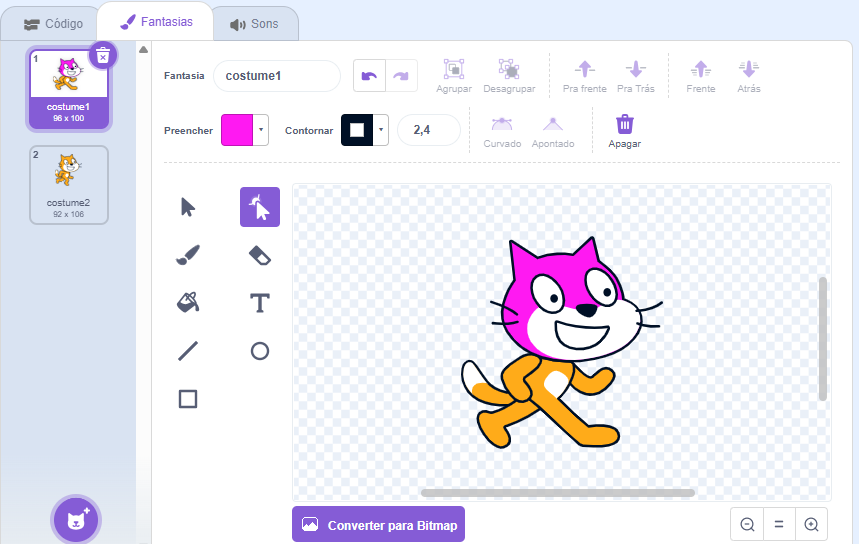 Código
Fantasias
Sons
1
costume1
96 x 100
2
costume2
92 x 106
Fantasia
costume1
Agrupar
Desagrupar
Pra frente
Pra Trás
Frente
Atrás
Preencher
Contornar
2,4
Curvado
Apontado
Apagar
T
Converter para Bitmap